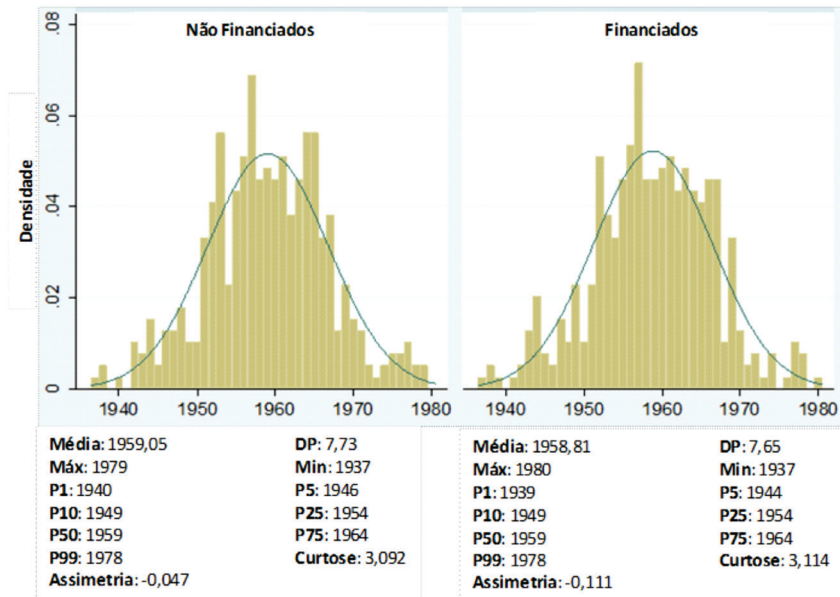 Não Financiados
Financiados
Densidade
.08
.06
.04
.02
0
1940 1950 1960 1970 1980
1940 1950 1960 1970 1980
Média: 1959,05 DP: 7,73
Máx: 1979 Min: 1937
P1: 1940 P5: 1946
P10: 1949 P25: 1954
P50: 1959 P75: 1964
P99: 1978 Curtose: 3,092
Assimetria: -0,047
Média: 1958,81 DP: 7,65
Máx: 1980 Min: 1937
P1: 1939 P5: 1944
P10: 1949 P25: 1954
P50: 1959 P75: 1964
P99: 1978 Curtose: 3,114
Assimetria: -0,111